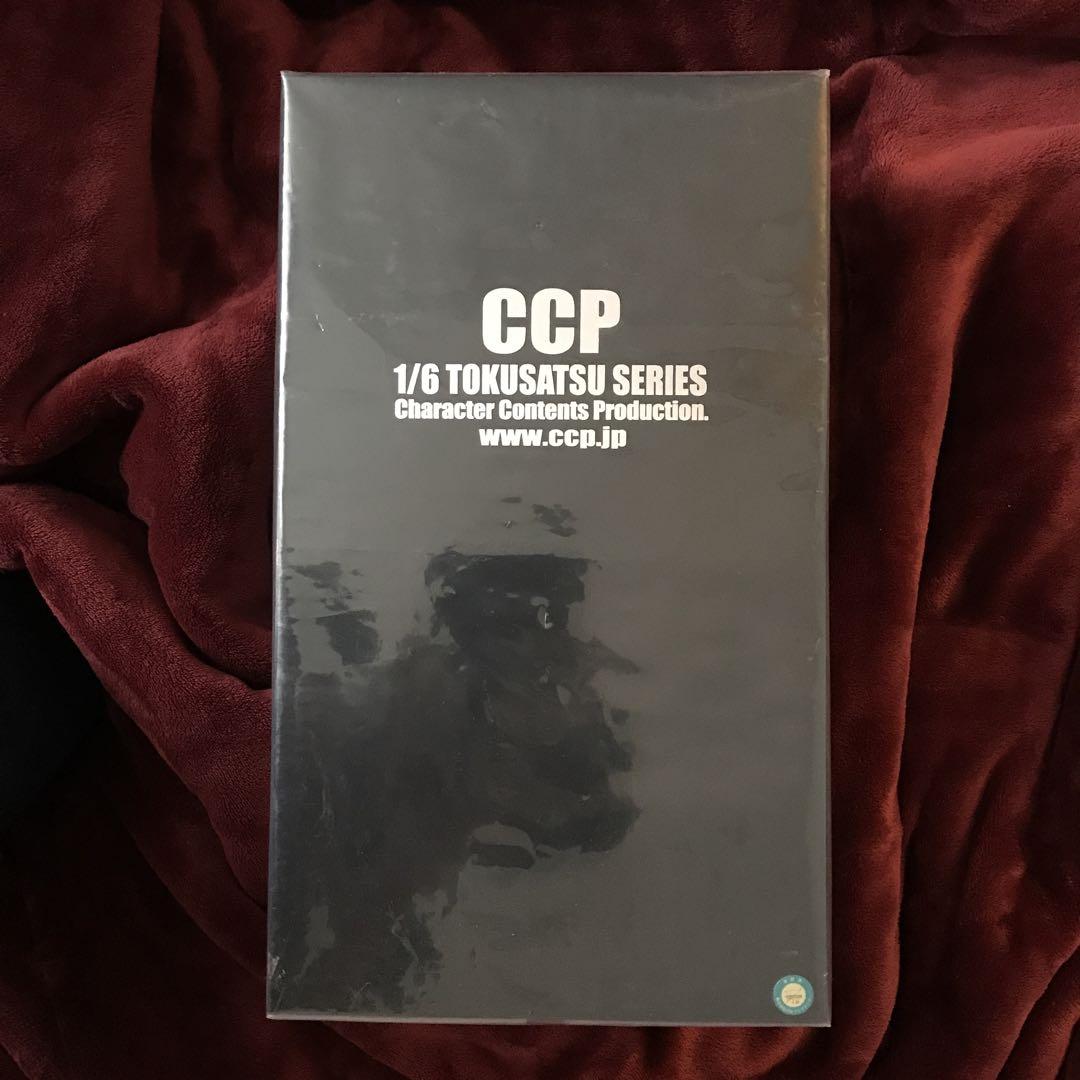 CCP
1/6 TOKUSATSU SERIES
Character Contents Production.
www.ccp.jp